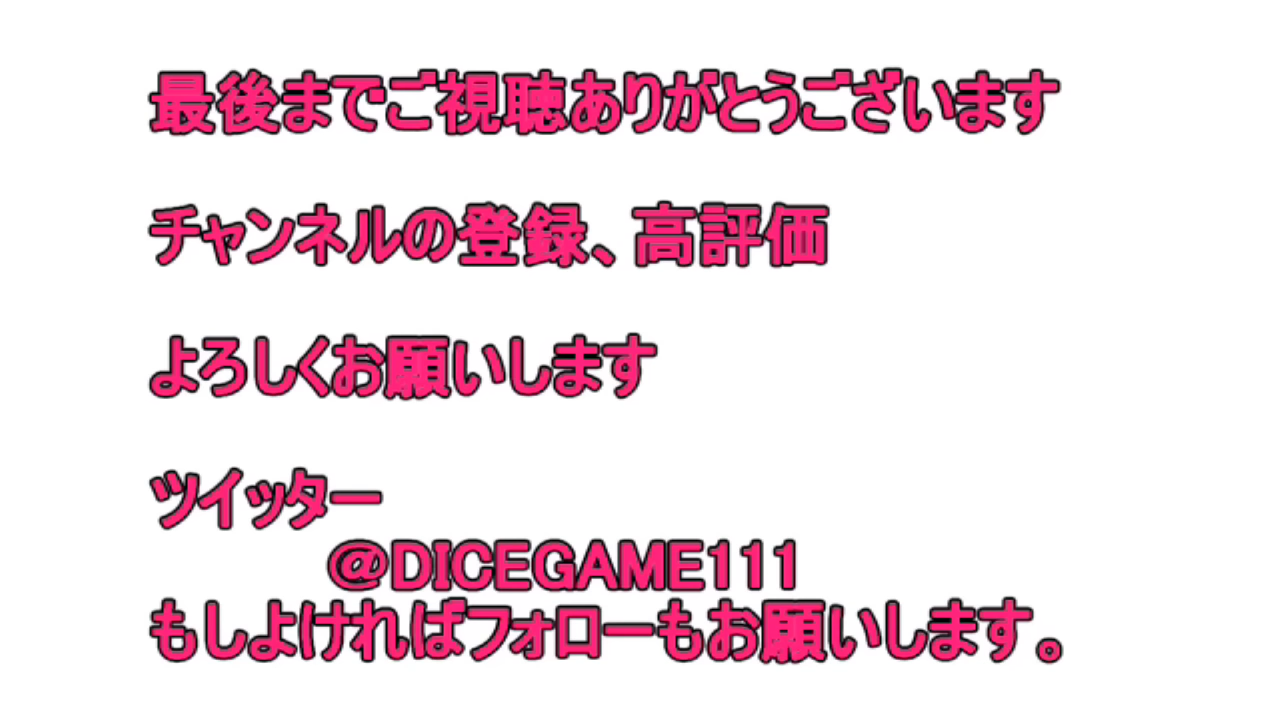 最後までご視聴ありがとうございます
チャンネルの登録、高評価
よろしくお願いします
ツイッター
@DICEGAME111
もしよければフォローもお願いします。